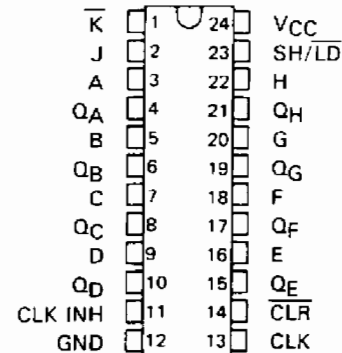 K̅ 1 24 VCC
J 2 23 SH/L̅D̅
A 3 22 H
QA 4 21 QH
B 5 20 G
QB 6 19 QG
C 7 18 F
QC 8 17 QF
D 9 16 E
QD 10 15 QE
CLK INH 11 14 C̅L̅R̅
GND 12 13 CLK